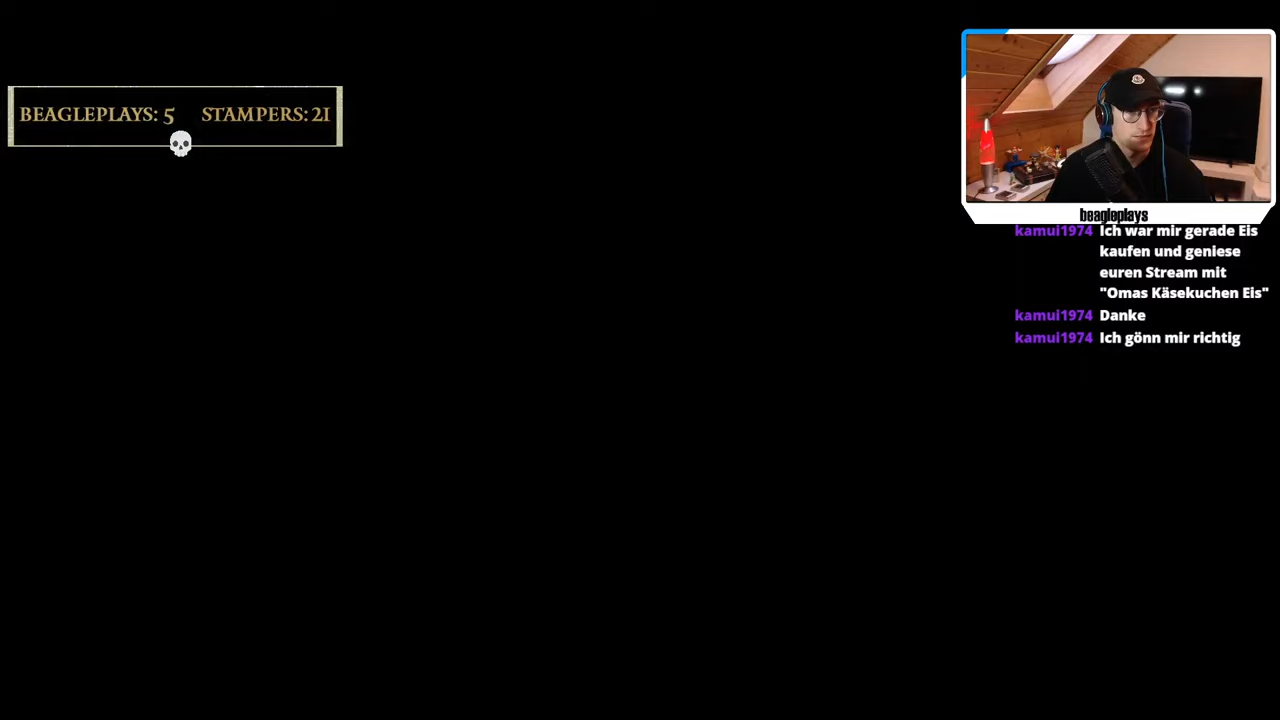 BEAGLEPLAYS: 5 STAMPERS: 21
beagleplays
kamui1974 Ich war mir gerade Eis
kaufen und geniese
euren Stream mit
"Omas Käsekuchen Eis"
kamui1974 Danke
kamui1974 Ich gönn mir richtig